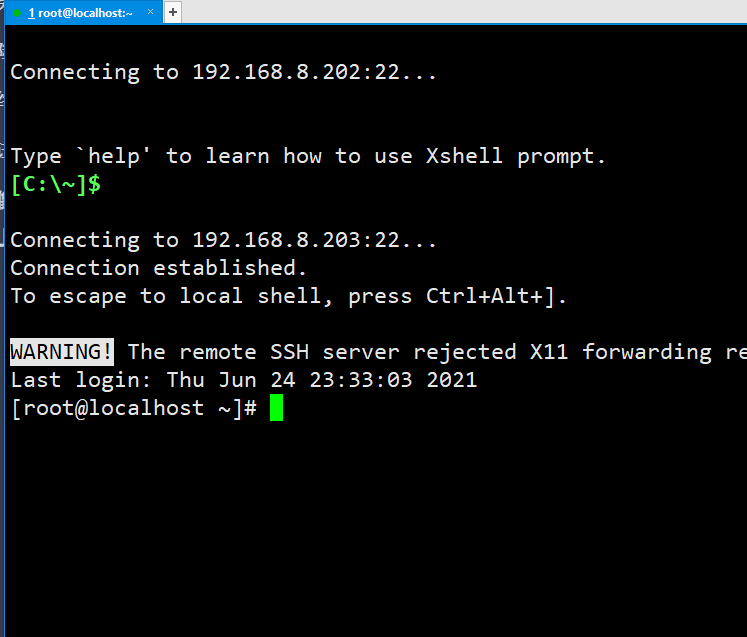 1 root@localhost:~ × +
Connecting to 192.168.8.202:22...
Type `help' to learn how to use Xshell prompt.
[C:\~]$
Connecting to 192.168.8.203:22...
Connection established.
To escape to local shell, press Ctrl+Alt+].
WARNING! The remote SSH server rejected X11 forwarding re
Last login: Thu Jun 24 23:33:03 2021
[root@localhost ~]#